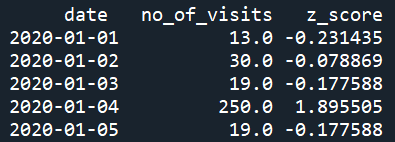 date no_of_visits z_score
2020-01-01 13.0 -0.231435
2020-01-02 30.0 -0.078869
2020-01-03 19.0 -0.177588
2020-01-04 250.0 1.895505
2020-01-05 19.0 -0.177588